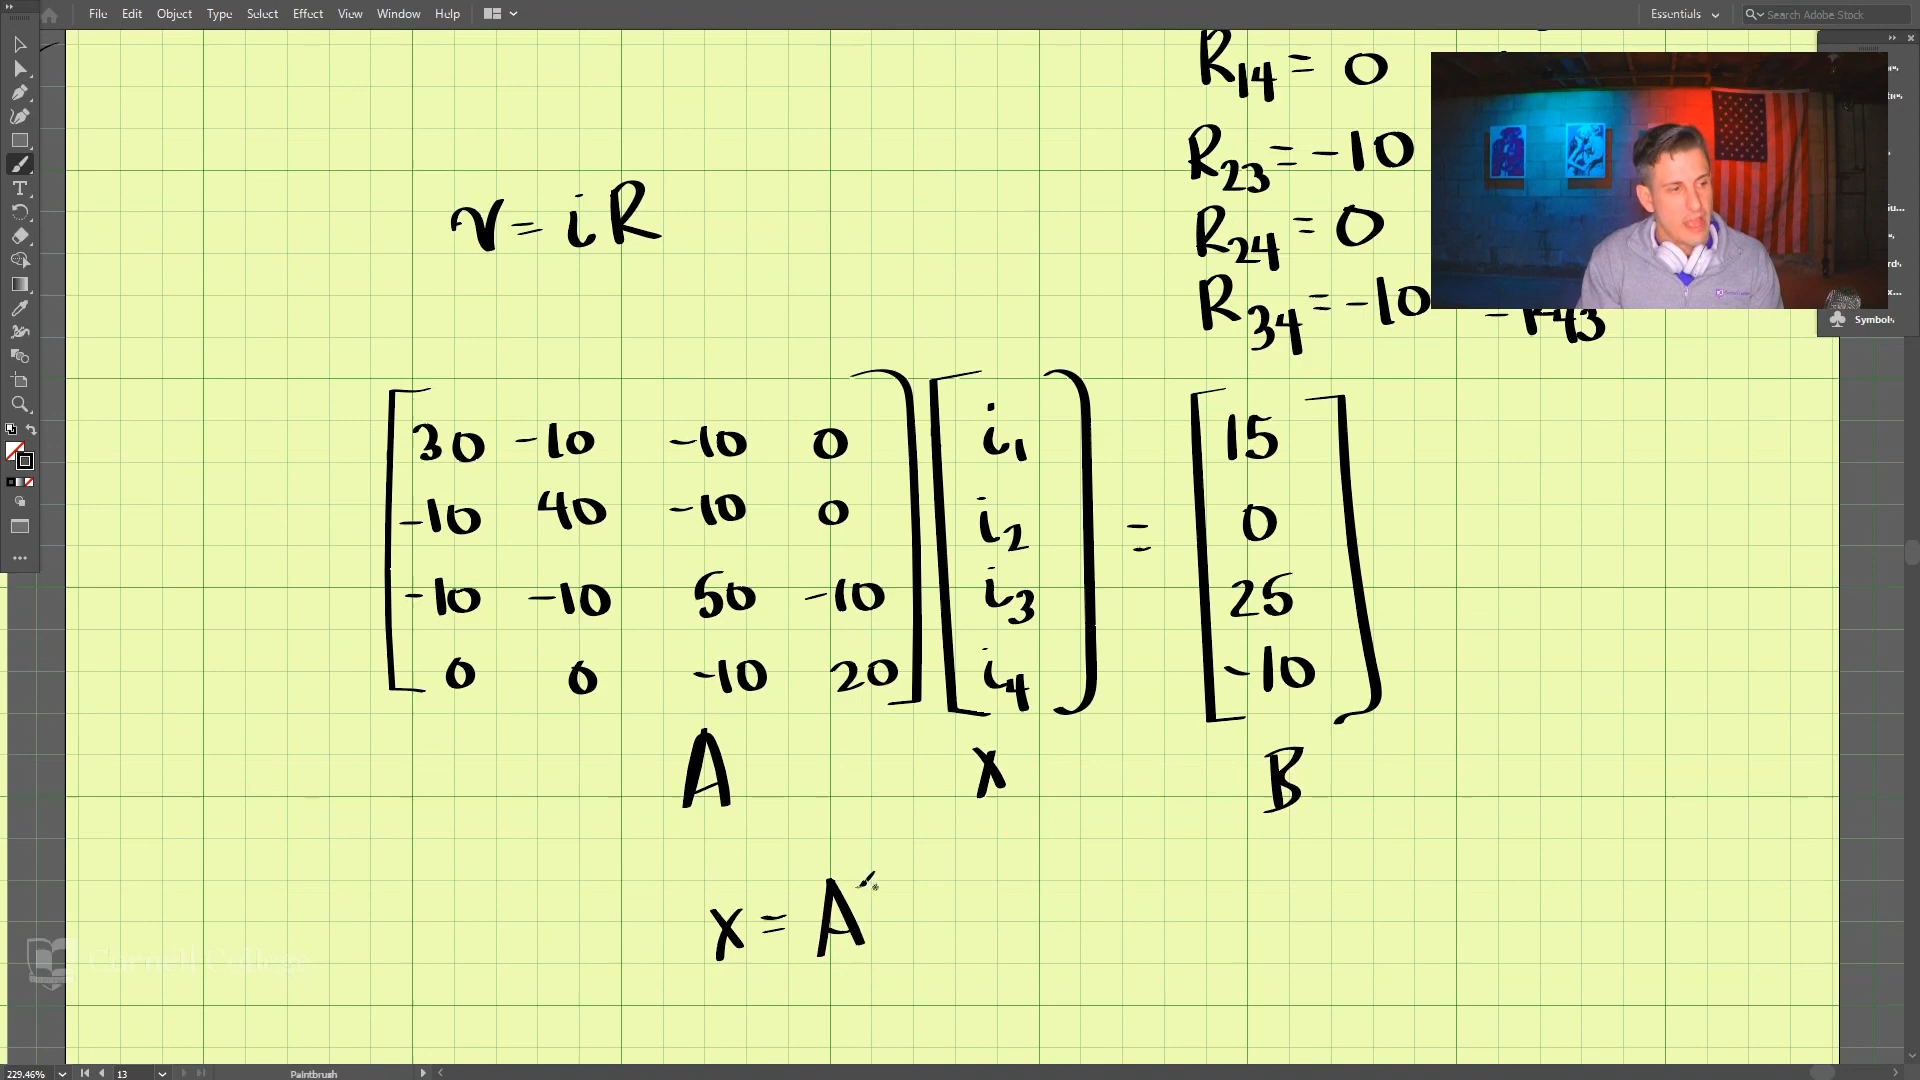 File Edit Object Type Select Effect View Window Help
Essentials
Search Adobe Stock
R14 = 0
R23 = -10
R24 = 0
R34 = -10
Symbols
v = iR
30 -10 -10 0 i1 15
-10 40 -10 0 i2 = 0
-10 -10 50 -10 i3 25
0 0 -10 20 i4 -10
A x B
x = A
Cornell College
229.46% 13 Paintbrush